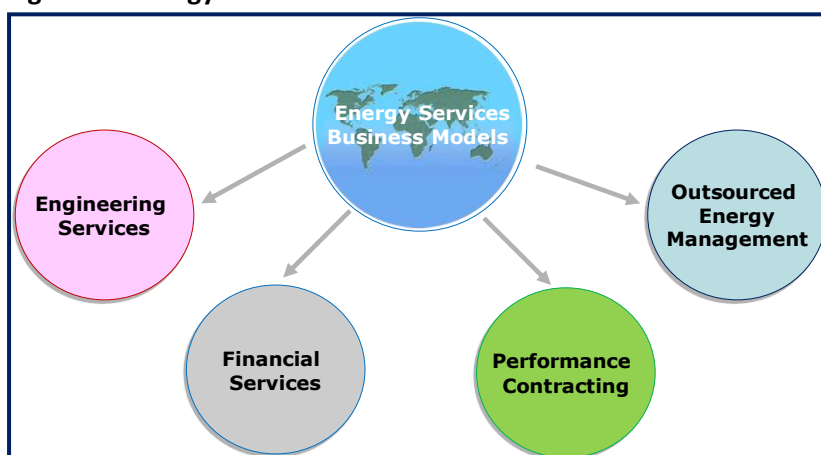 Energy Services
Business Models
Engineering
Services
Outsourced
Energy
Management
Financial
Services
Performance
Contracting